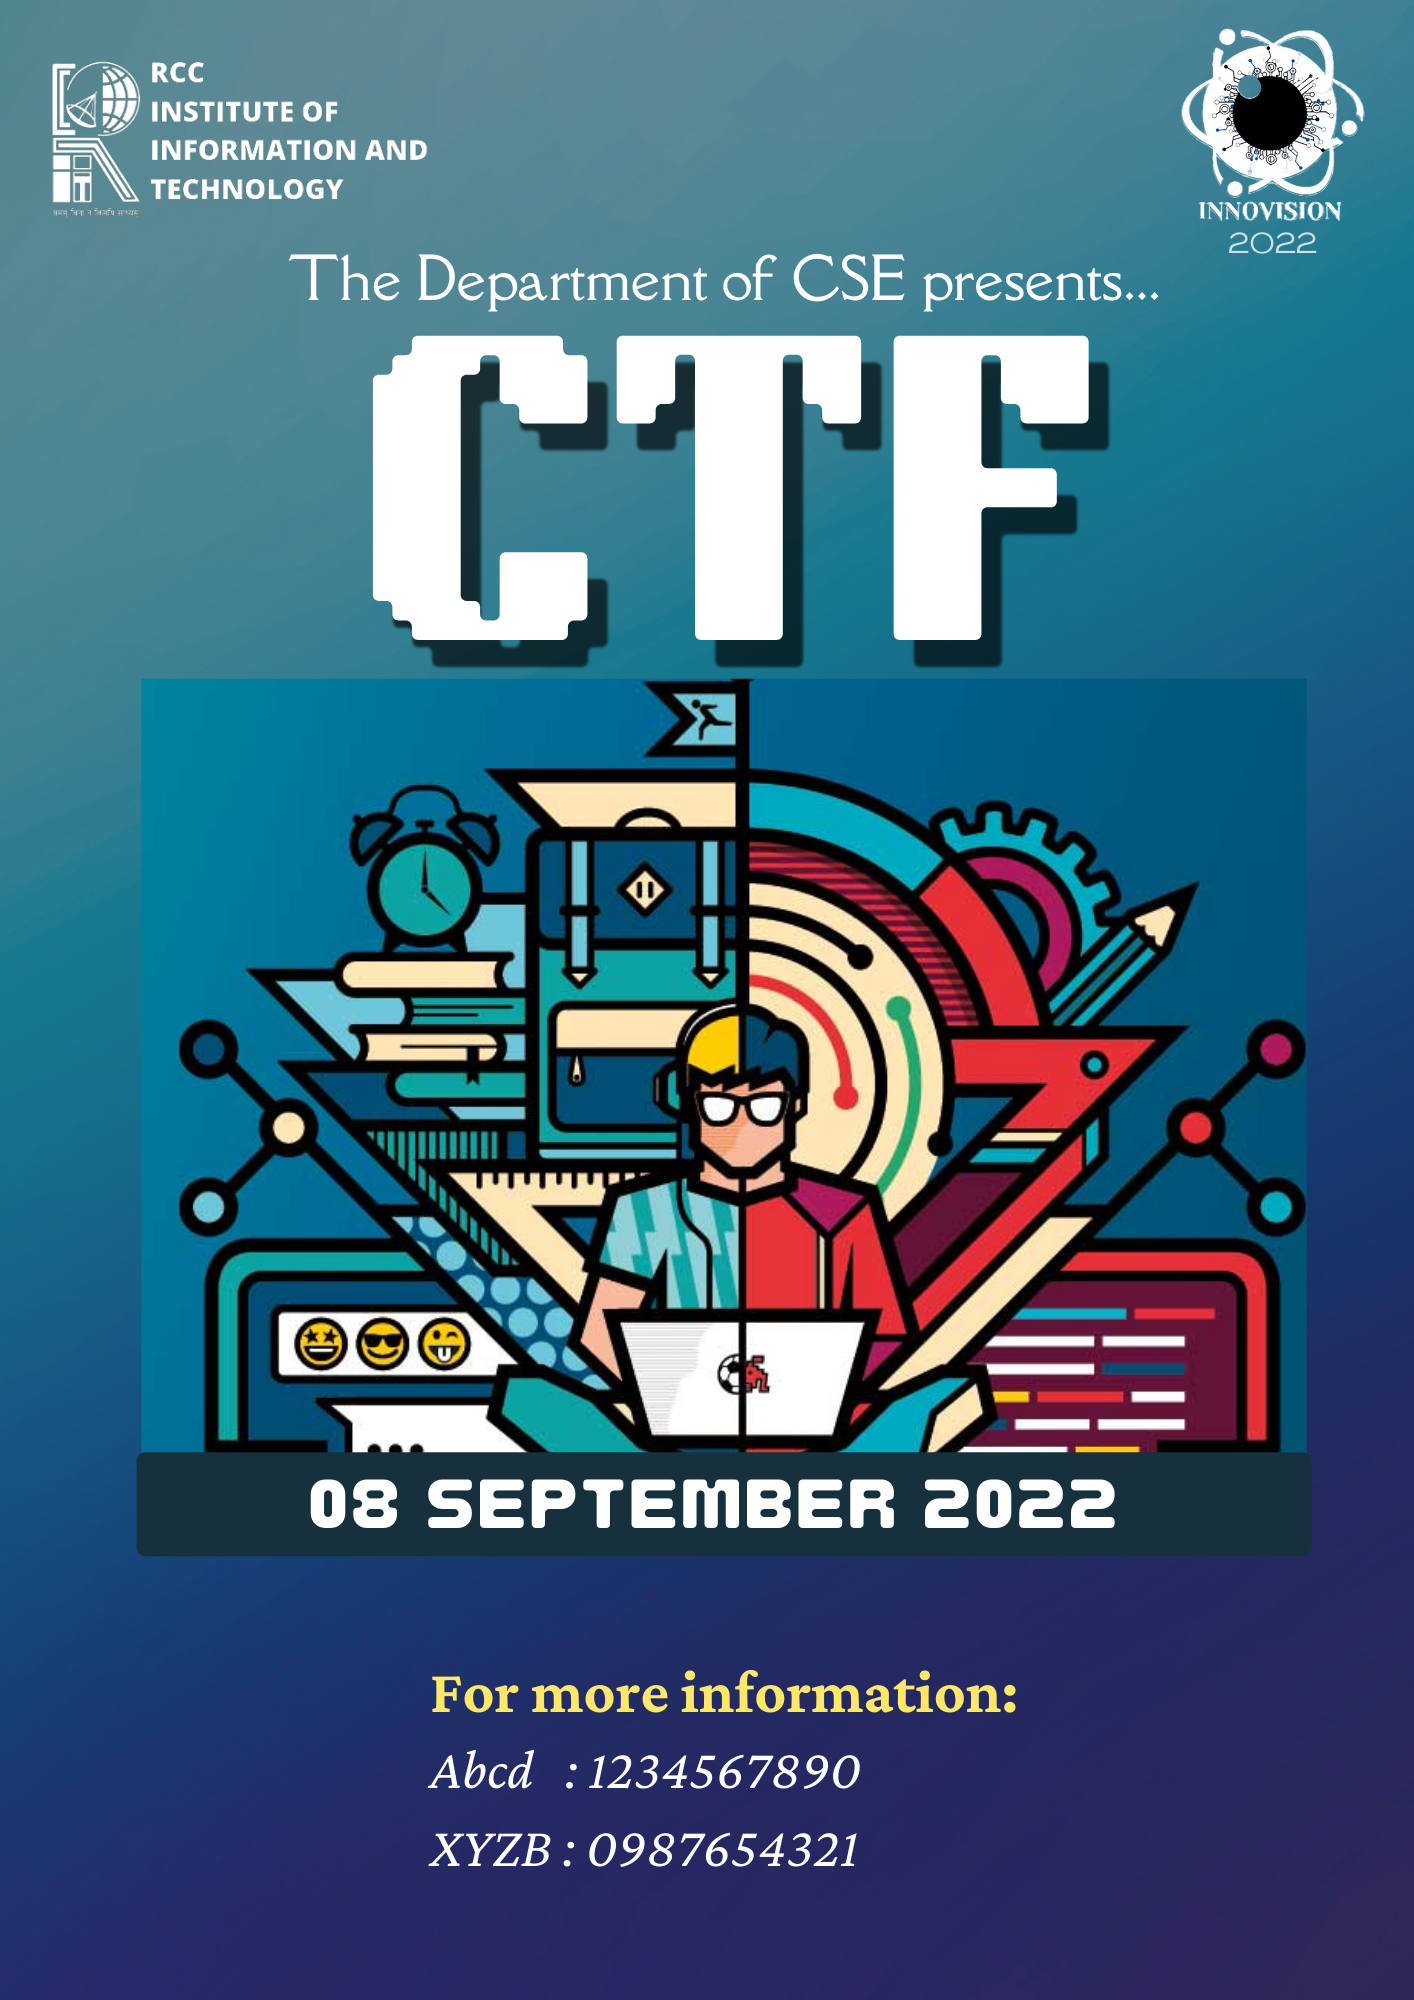 RCC
INSTITUTE OF
INFORMATION AND
TECHNOLOGY
INNOVISION
2022
The Department of CSE presents...
CTF
08 SEPTEMBER 2022
For more information:
Abcd : 1234567890
XYZB : 0987654321